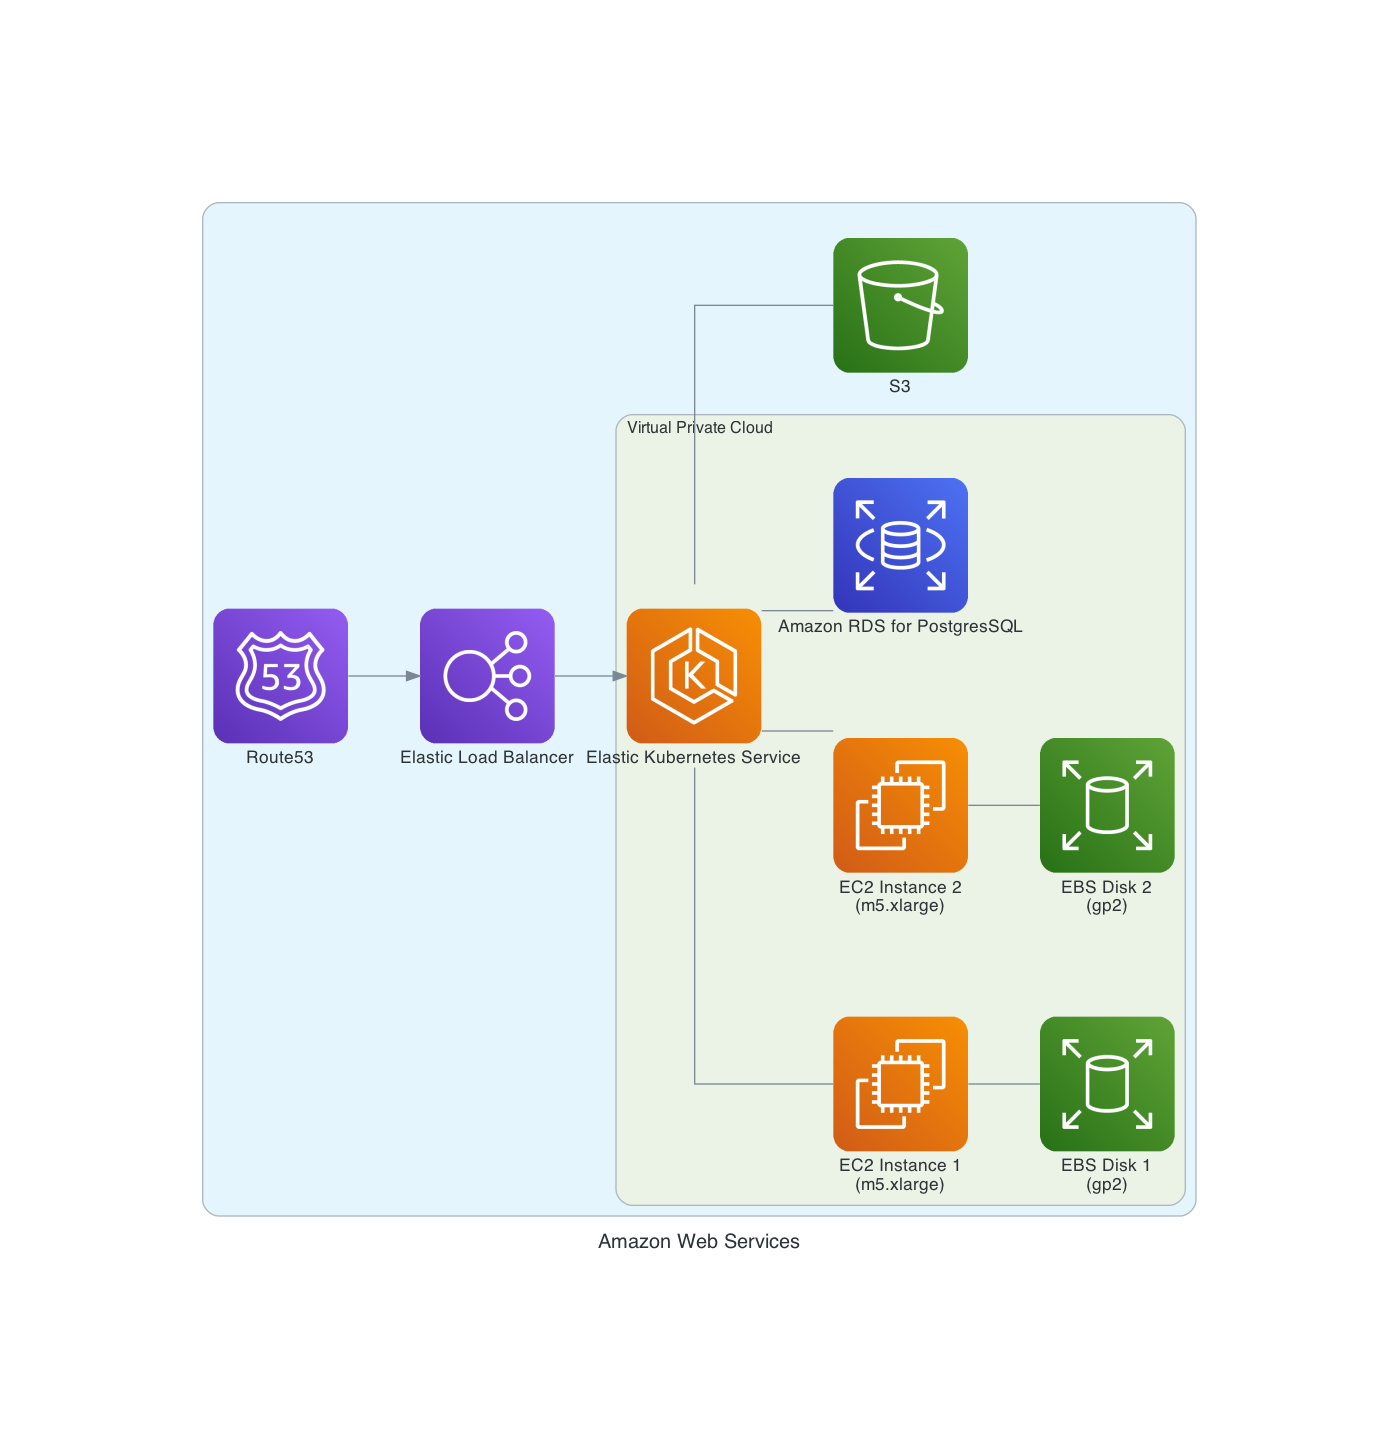 S3
Virtual Private Cloud
Amazon RDS for PostgresSQL
53
K
Route53
Elastic Load Balancer
Elastic Kubernetes Service
EC2 Instance 2
(m5.xlarge)
EBS Disk 2
(gp2)
EC2 Instance 1
(m5.xlarge)
EBS Disk 1
(gp2)
Amazon Web Services